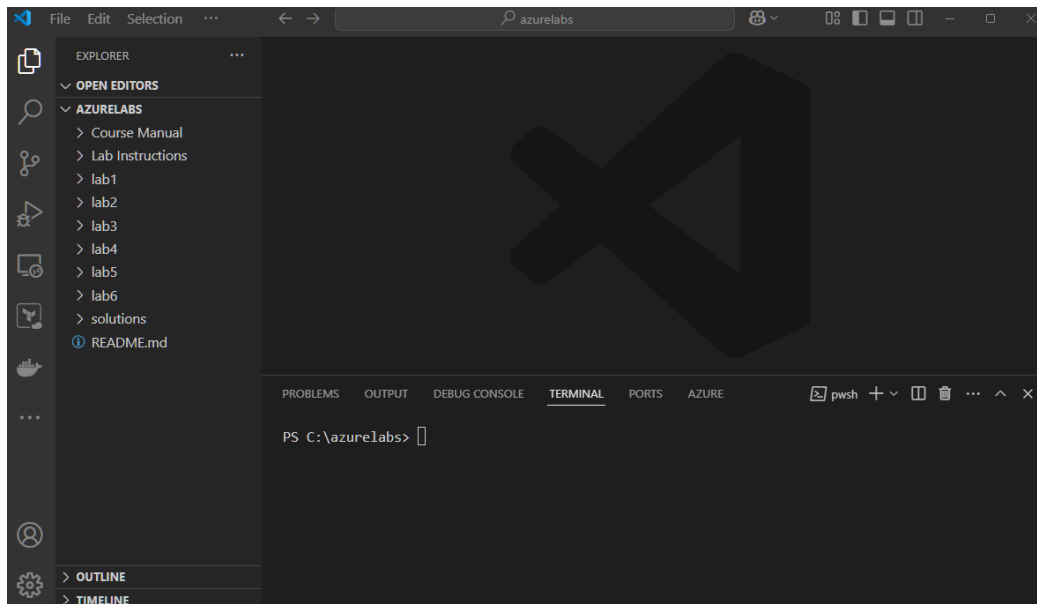 File Edit Selection ··· azurelabs
EXPLORER ···
OPEN EDITORS
AZURELABS
Course Manual
Lab Instructions
lab1
lab2
lab3
lab4
lab5
lab6
solutions
README.md
PROBLEMS OUTPUT DEBUG CONSOLE TERMINAL PORTS AZURE pwsh
PS C:\azurelabs>
OUTLINE
TIMELINE